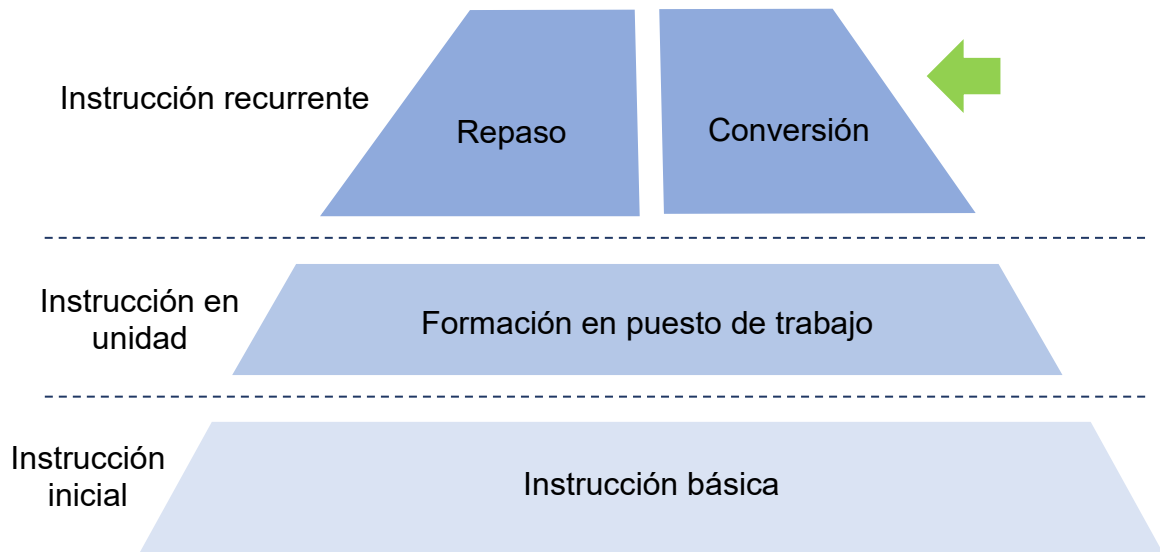 Instrucción recurrente
Repaso
Conversión
Instrucción en
unidad
Formación en puesto de trabajo
Instrucción
inicial
Instrucción básica